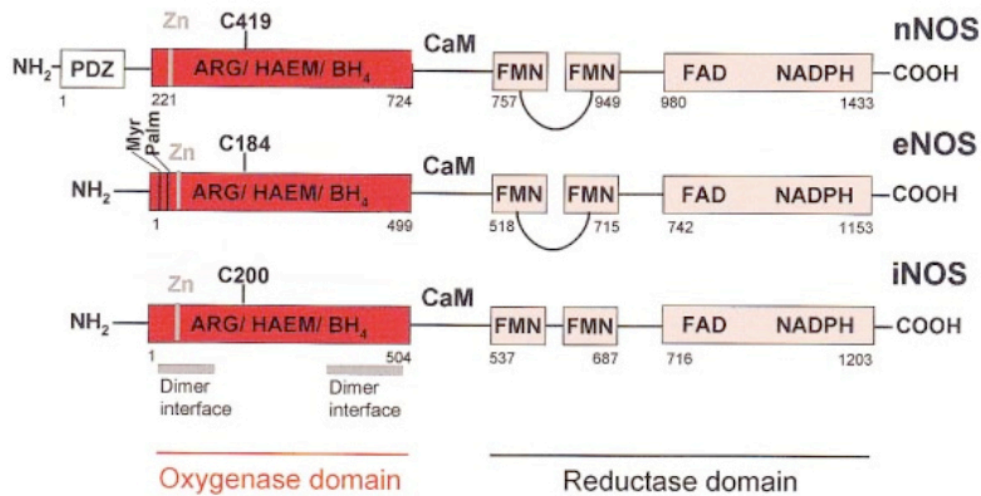 C419 CaM nNOS
Zn
NH2 PDZ ARG/ HAEM/ BH4 FMN FMN FAD NADPH COOH
1 221 724 757 949 980 1433
Myr Palm Zn C184 CaM eNOS
NH2 ARG/ HAEM/ BH4 FMN FMN FAD NADPH COOH
1 499 518 715 742 1153
Zn C200 CaM iNOS
NH2 ARG/ HAEM/ BH4 FMN FMN FAD NADPH COOH
1 504 537 687 716 1203
Dimer interface Dimer interface
Oxygenase domain Reductase domain